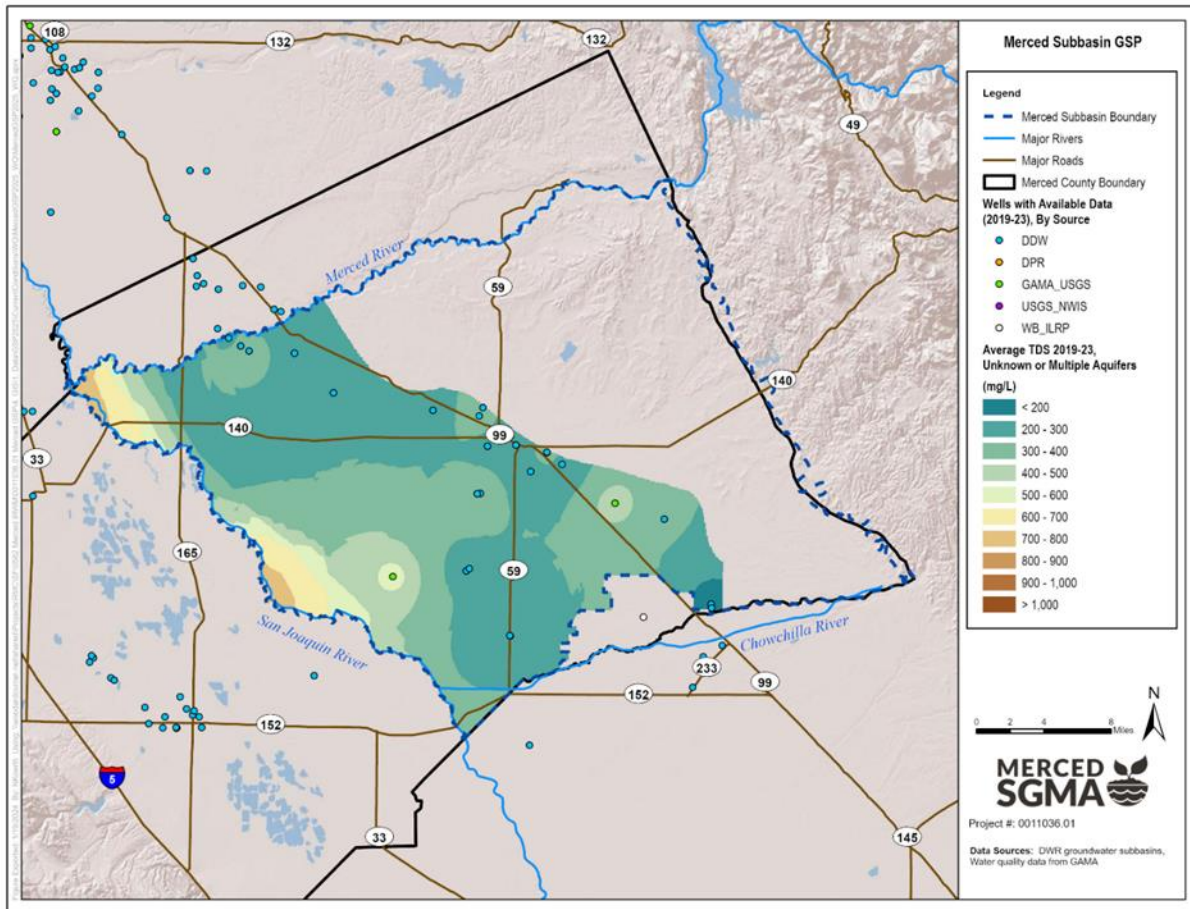 108
132
132
49
Merced River
59
140
140
99
33
165
59
San Joaquin River
Chowchilla River
233
99
152
152
5
33
145
Merced Subbasin GSP
Legend
Merced Subbasin Boundary
Major Rivers
Major Roads
Merced County Boundary
Wells with Available Data
(2019-23), By Source
DDW
DPR
GAMA_USGS
USGS_NWIS
WB_ILRP
Average TDS 2019-23,
Unknown or Multiple Aquifers
(mg/L)
< 200
200 - 300
300 - 400
400 - 500
500 - 600
600 - 700
700 - 800
800 - 900
900 - 1,000
> 1,000
N
0 2 4 8
Miles
MERCED
SGMA
Project #: 0011036.01
Data Sources: DWR groundwater subbasins,
Water quality data from GAMA